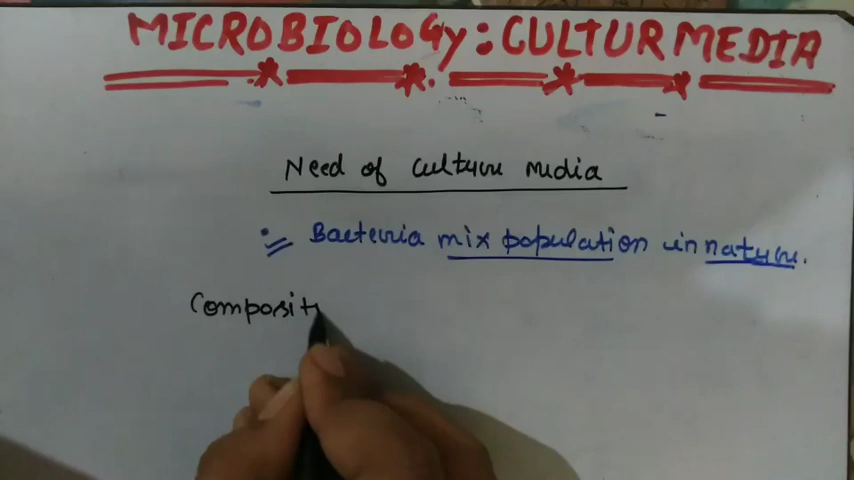 MICROBIOLOGY: CULTUR MEDIA
Need of culture media
Bacteria mix population in nature.
Composit